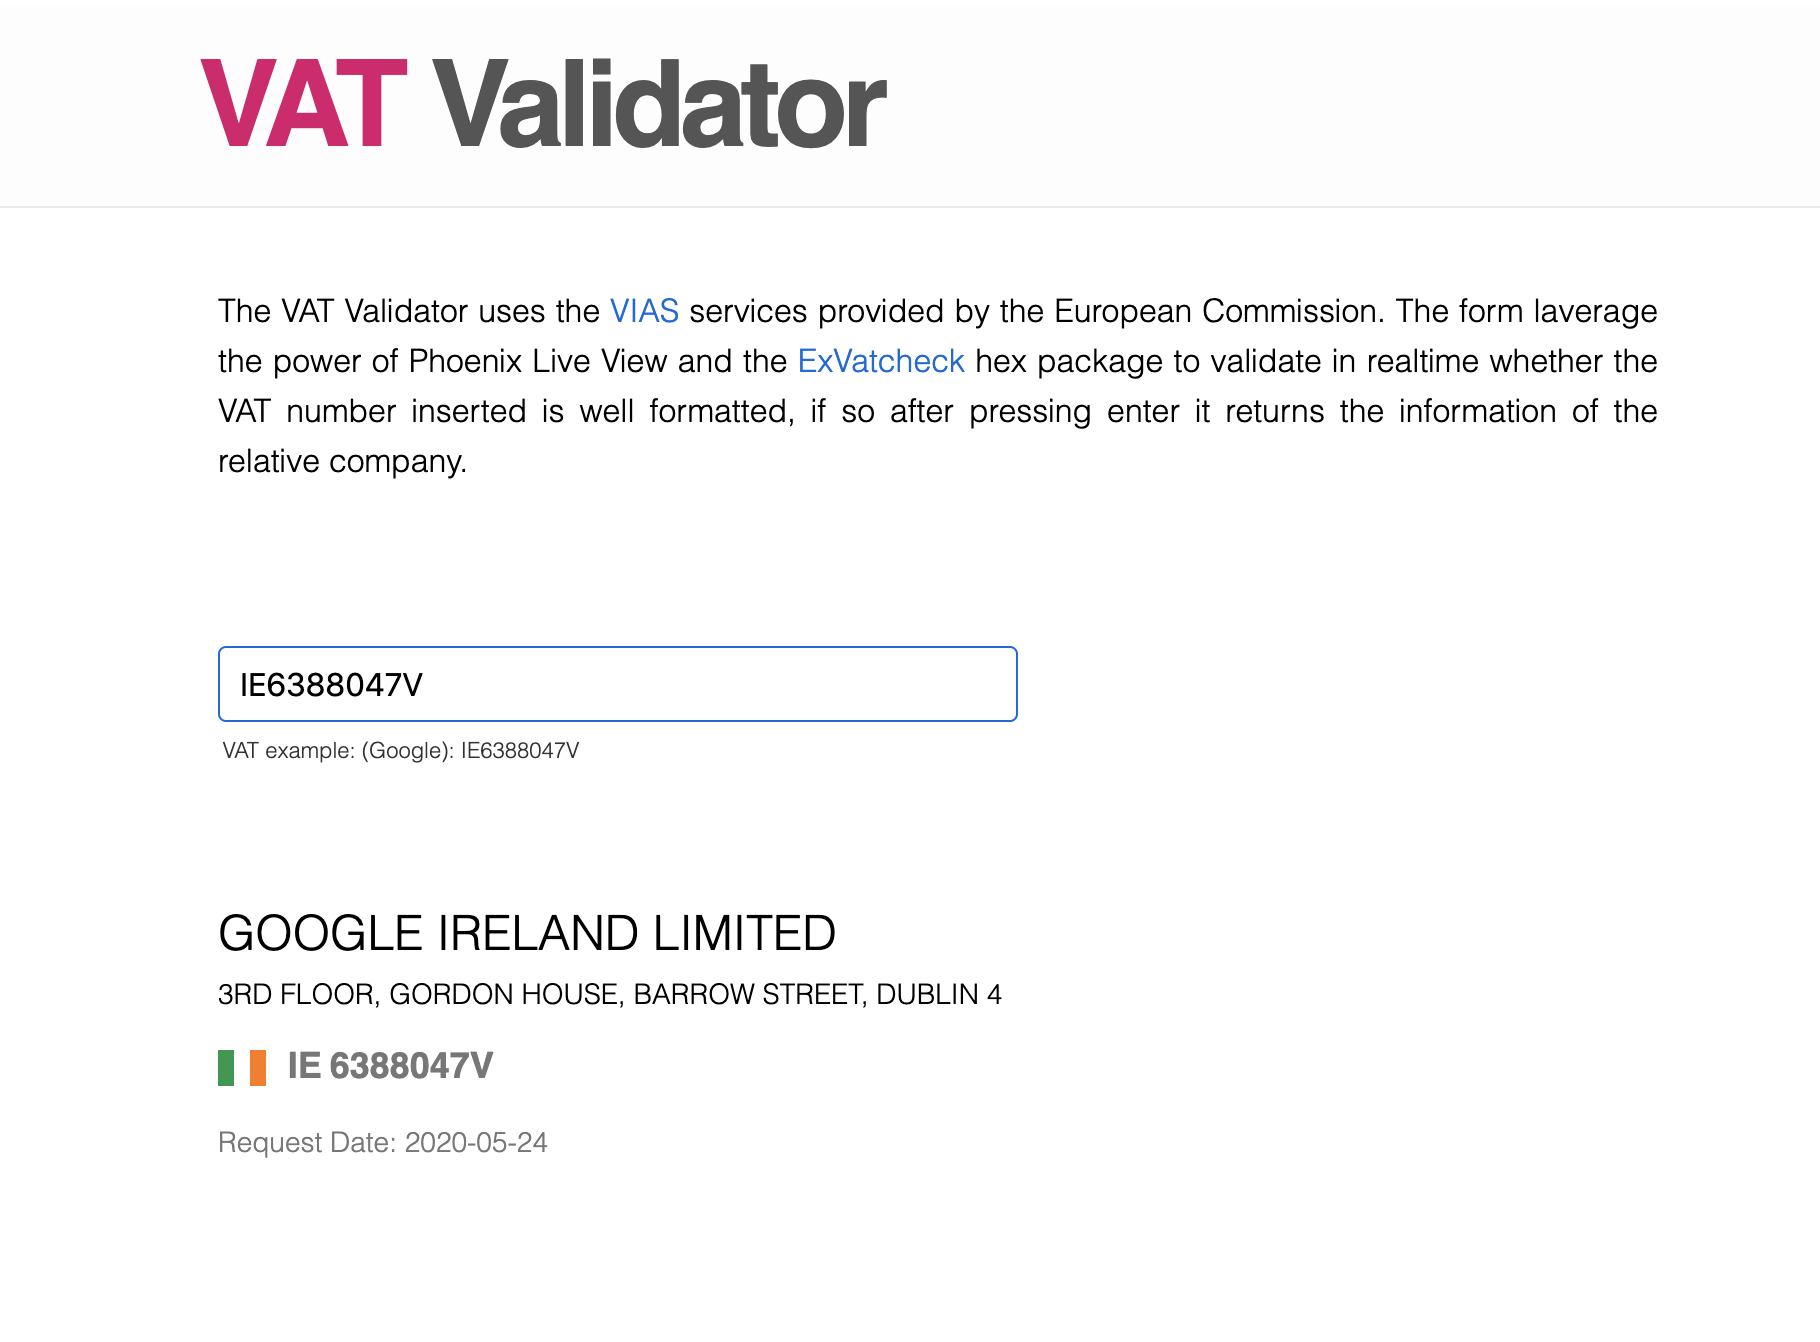 VAT Validator
The VAT Validator uses the VIAS services provided by the European Commission. The form laverage
the power of Phoenix Live View and the ExVatcheck hex package to validate in realtime whether the
VAT number inserted is well formatted, if so after pressing enter it returns the information of the
relative company.
IE6388047V
VAT example: (Google): IE6388047V
GOOGLE IRELAND LIMITED
3RD FLOOR, GORDON HOUSE, BARROW STREET, DUBLIN 4
IE 6388047V
Request Date: 2020-05-24